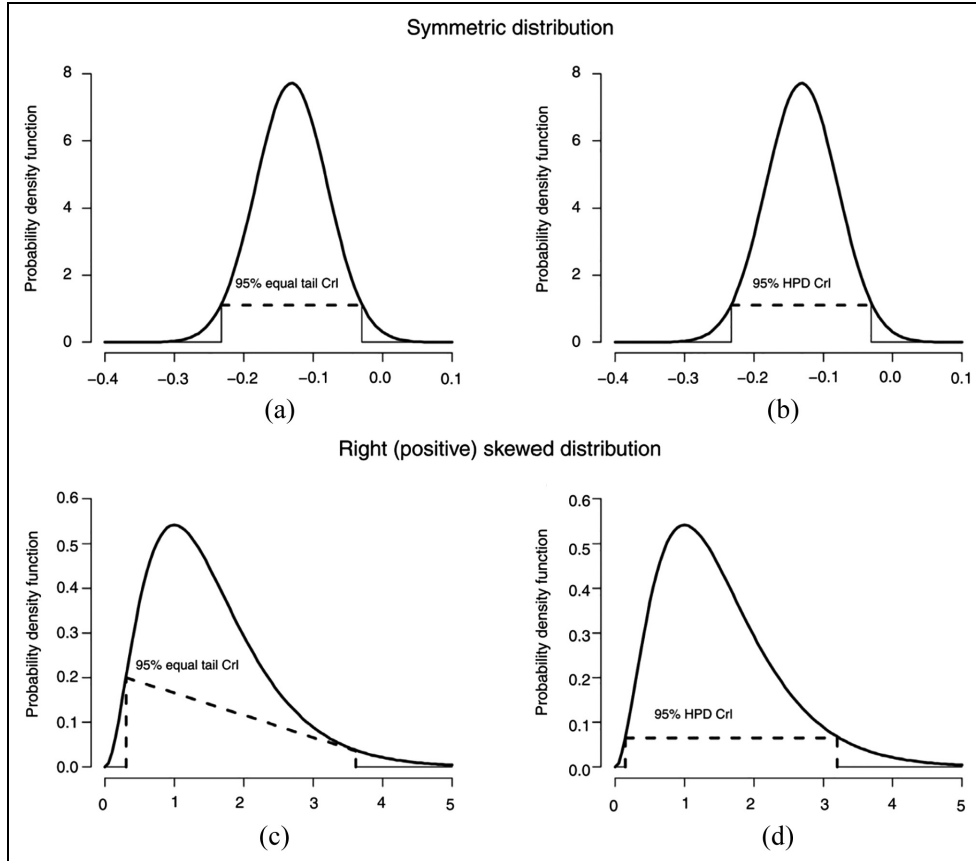 Symmetric distribution
Probability density function
8
6
4
2
0
95% equal tail CrI
−0.4 −0.3 −0.2 −0.1 0.0 0.1
(a)
Probability density function
8
6
4
2
0
95% HPD CrI
−0.4 −0.3 −0.2 −0.1 0.0 0.1
(b)
Right (positive) skewed distribution
Probability density function
0.6
0.5
0.4
0.3
0.2
0.1
0.0
95% equal tail CrI
0 1 2 3 4 5
(c)
Probability density function
0.6
0.5
0.4
0.3
0.2
0.1
0.0
95% HPD CrI
0 1 2 3 4 5
(d)